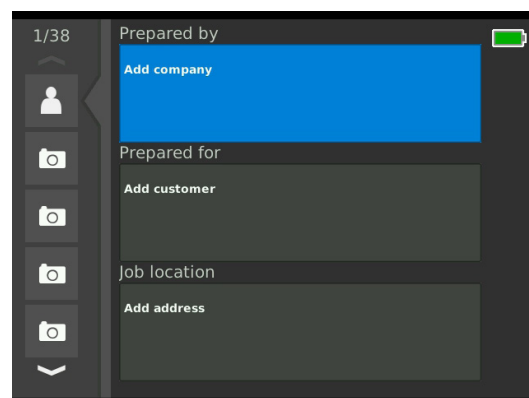 1/38
Prepared by
Add company
Prepared for
Add customer
Job location
Add address